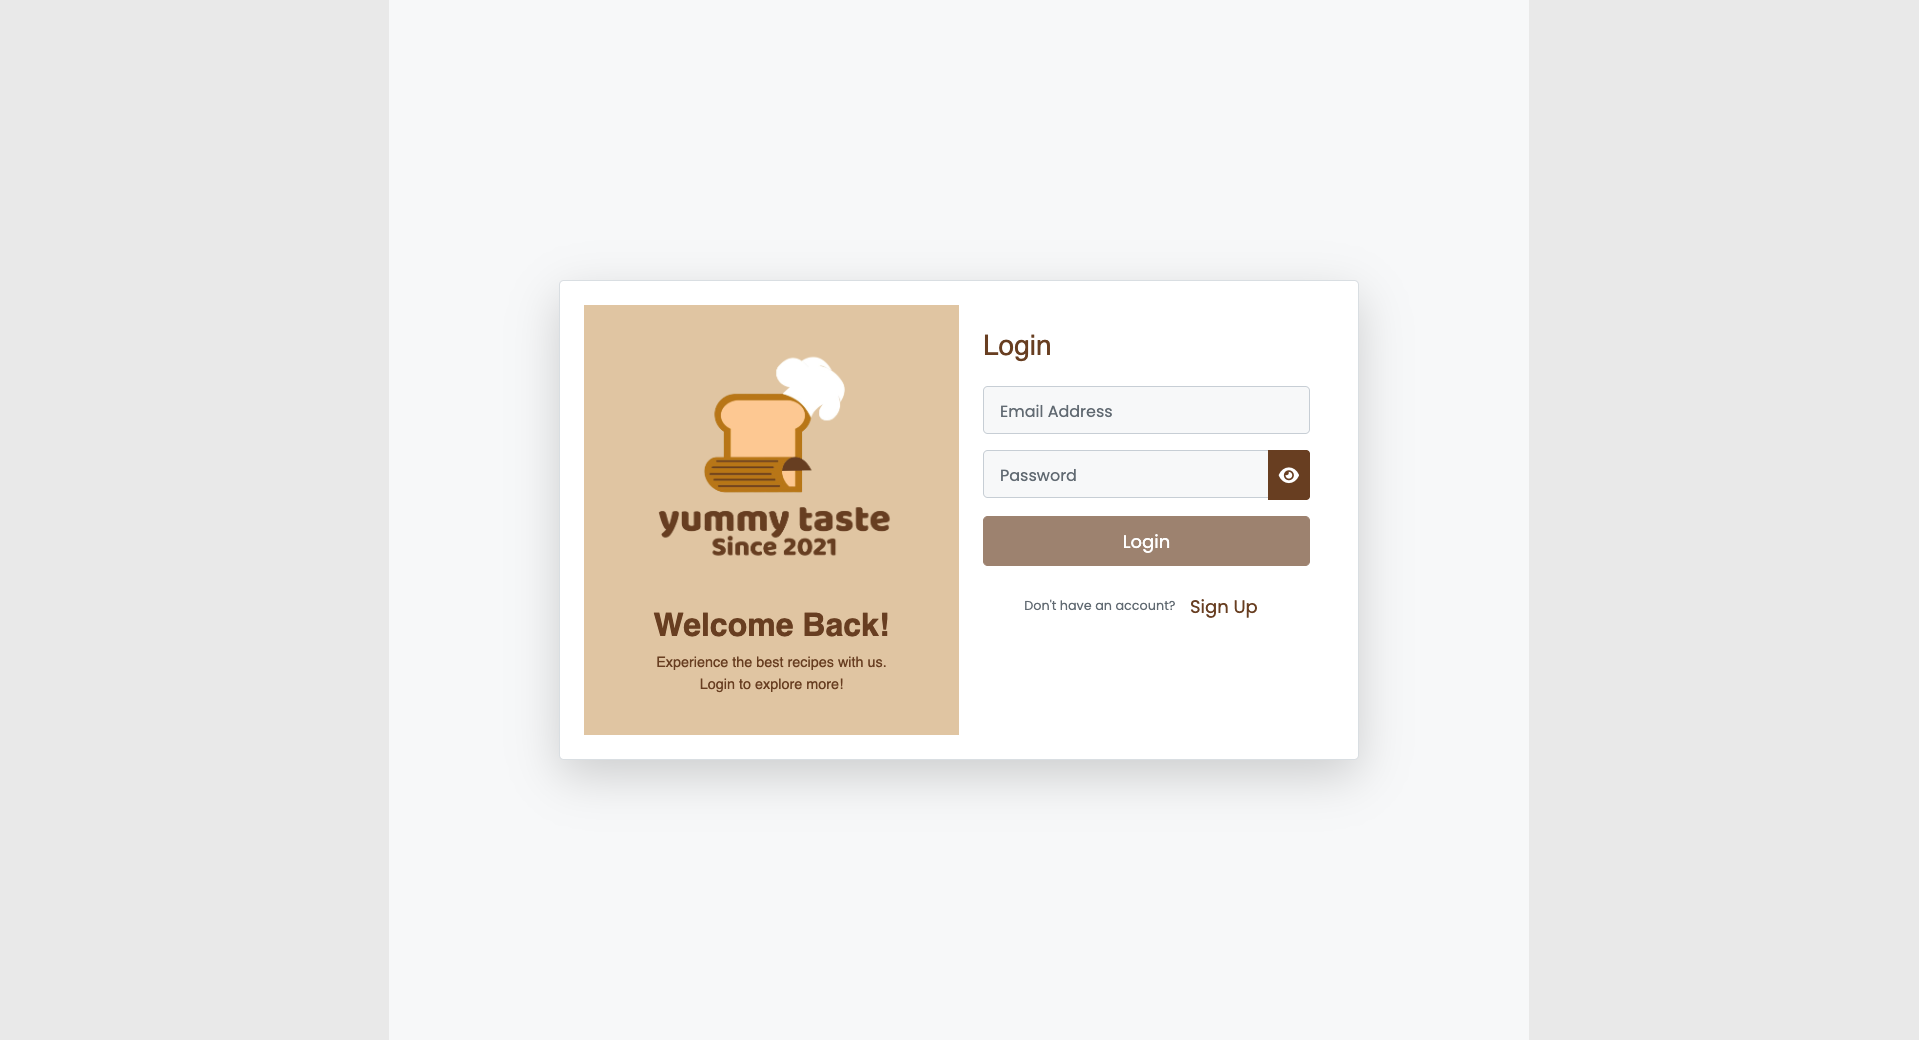 yummy taste
Since 2021
Welcome Back!
Experience the best recipes with us.
Login to explore more!
Login
Email Address
Password
Login
Don't have an account? Sign Up